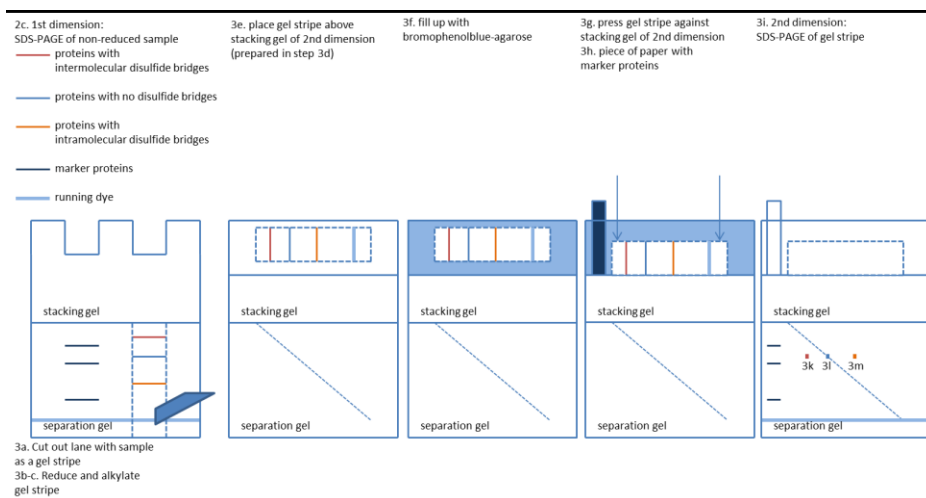 2c. 1st dimension:
SDS-PAGE of non-reduced sample
proteins with
intermolecular disulfide bridges
proteins with no disulfide bridges
proteins with
intramolecular disulfide bridges
marker proteins
running dye
3e. place gel stripe above
stacking gel of 2nd dimension
(prepared in step 3d)
3f. fill up with
bromophenolblue-agarose
3g. press gel stripe against
stacking gel of 2nd dimension
3h. piece of paper with
marker proteins
3i. 2nd dimension:
SDS-PAGE of gel stripe
stacking gel
stacking gel
stacking gel
stacking gel
stacking gel
3k 3l 3m
separation gel
separation gel
separation gel
separation gel
separation gel
3a. Cut out lane with sample
as a gel stripe
3b-c. Reduce and alkylate
gel stripe